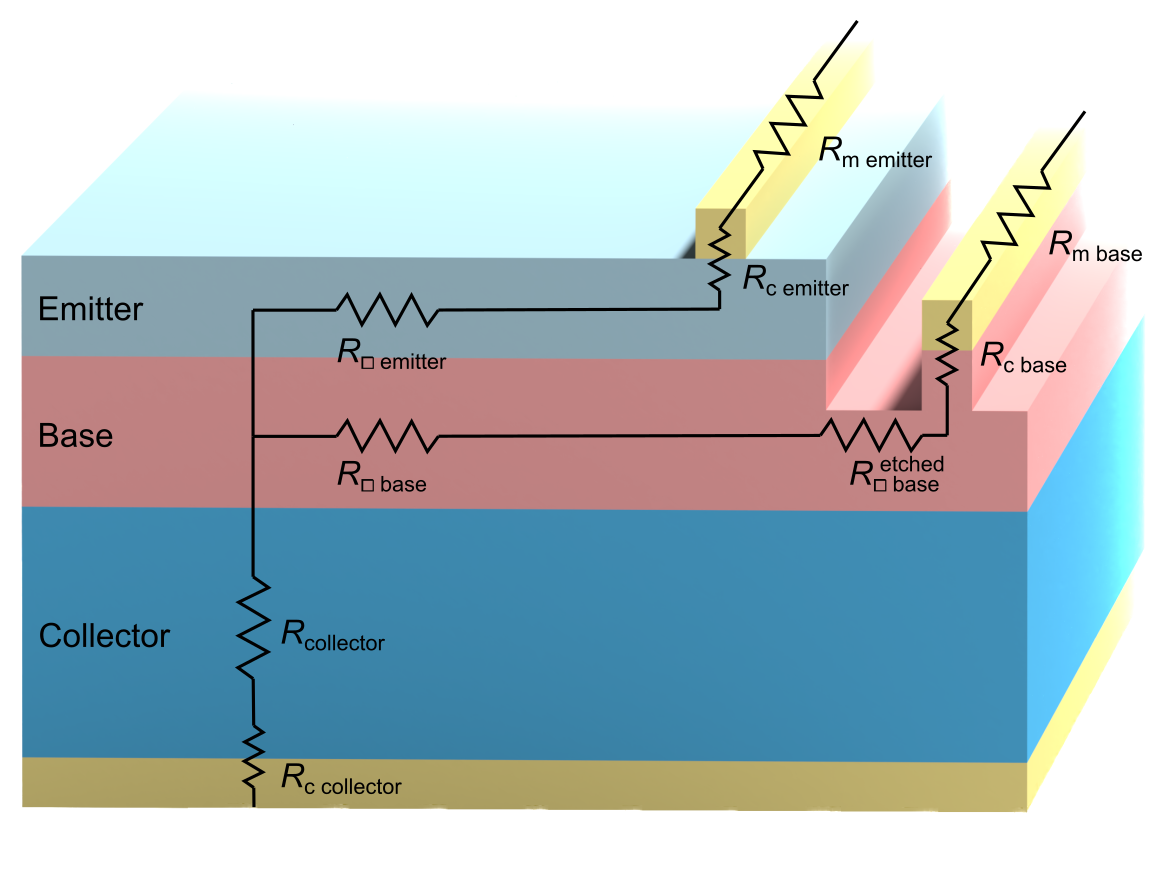 R m emitter
R m base
R c emitter
Emitter
R□ emitter
R c base
Base
R□ base
R□ etched base
Collector
R collector
R c collector